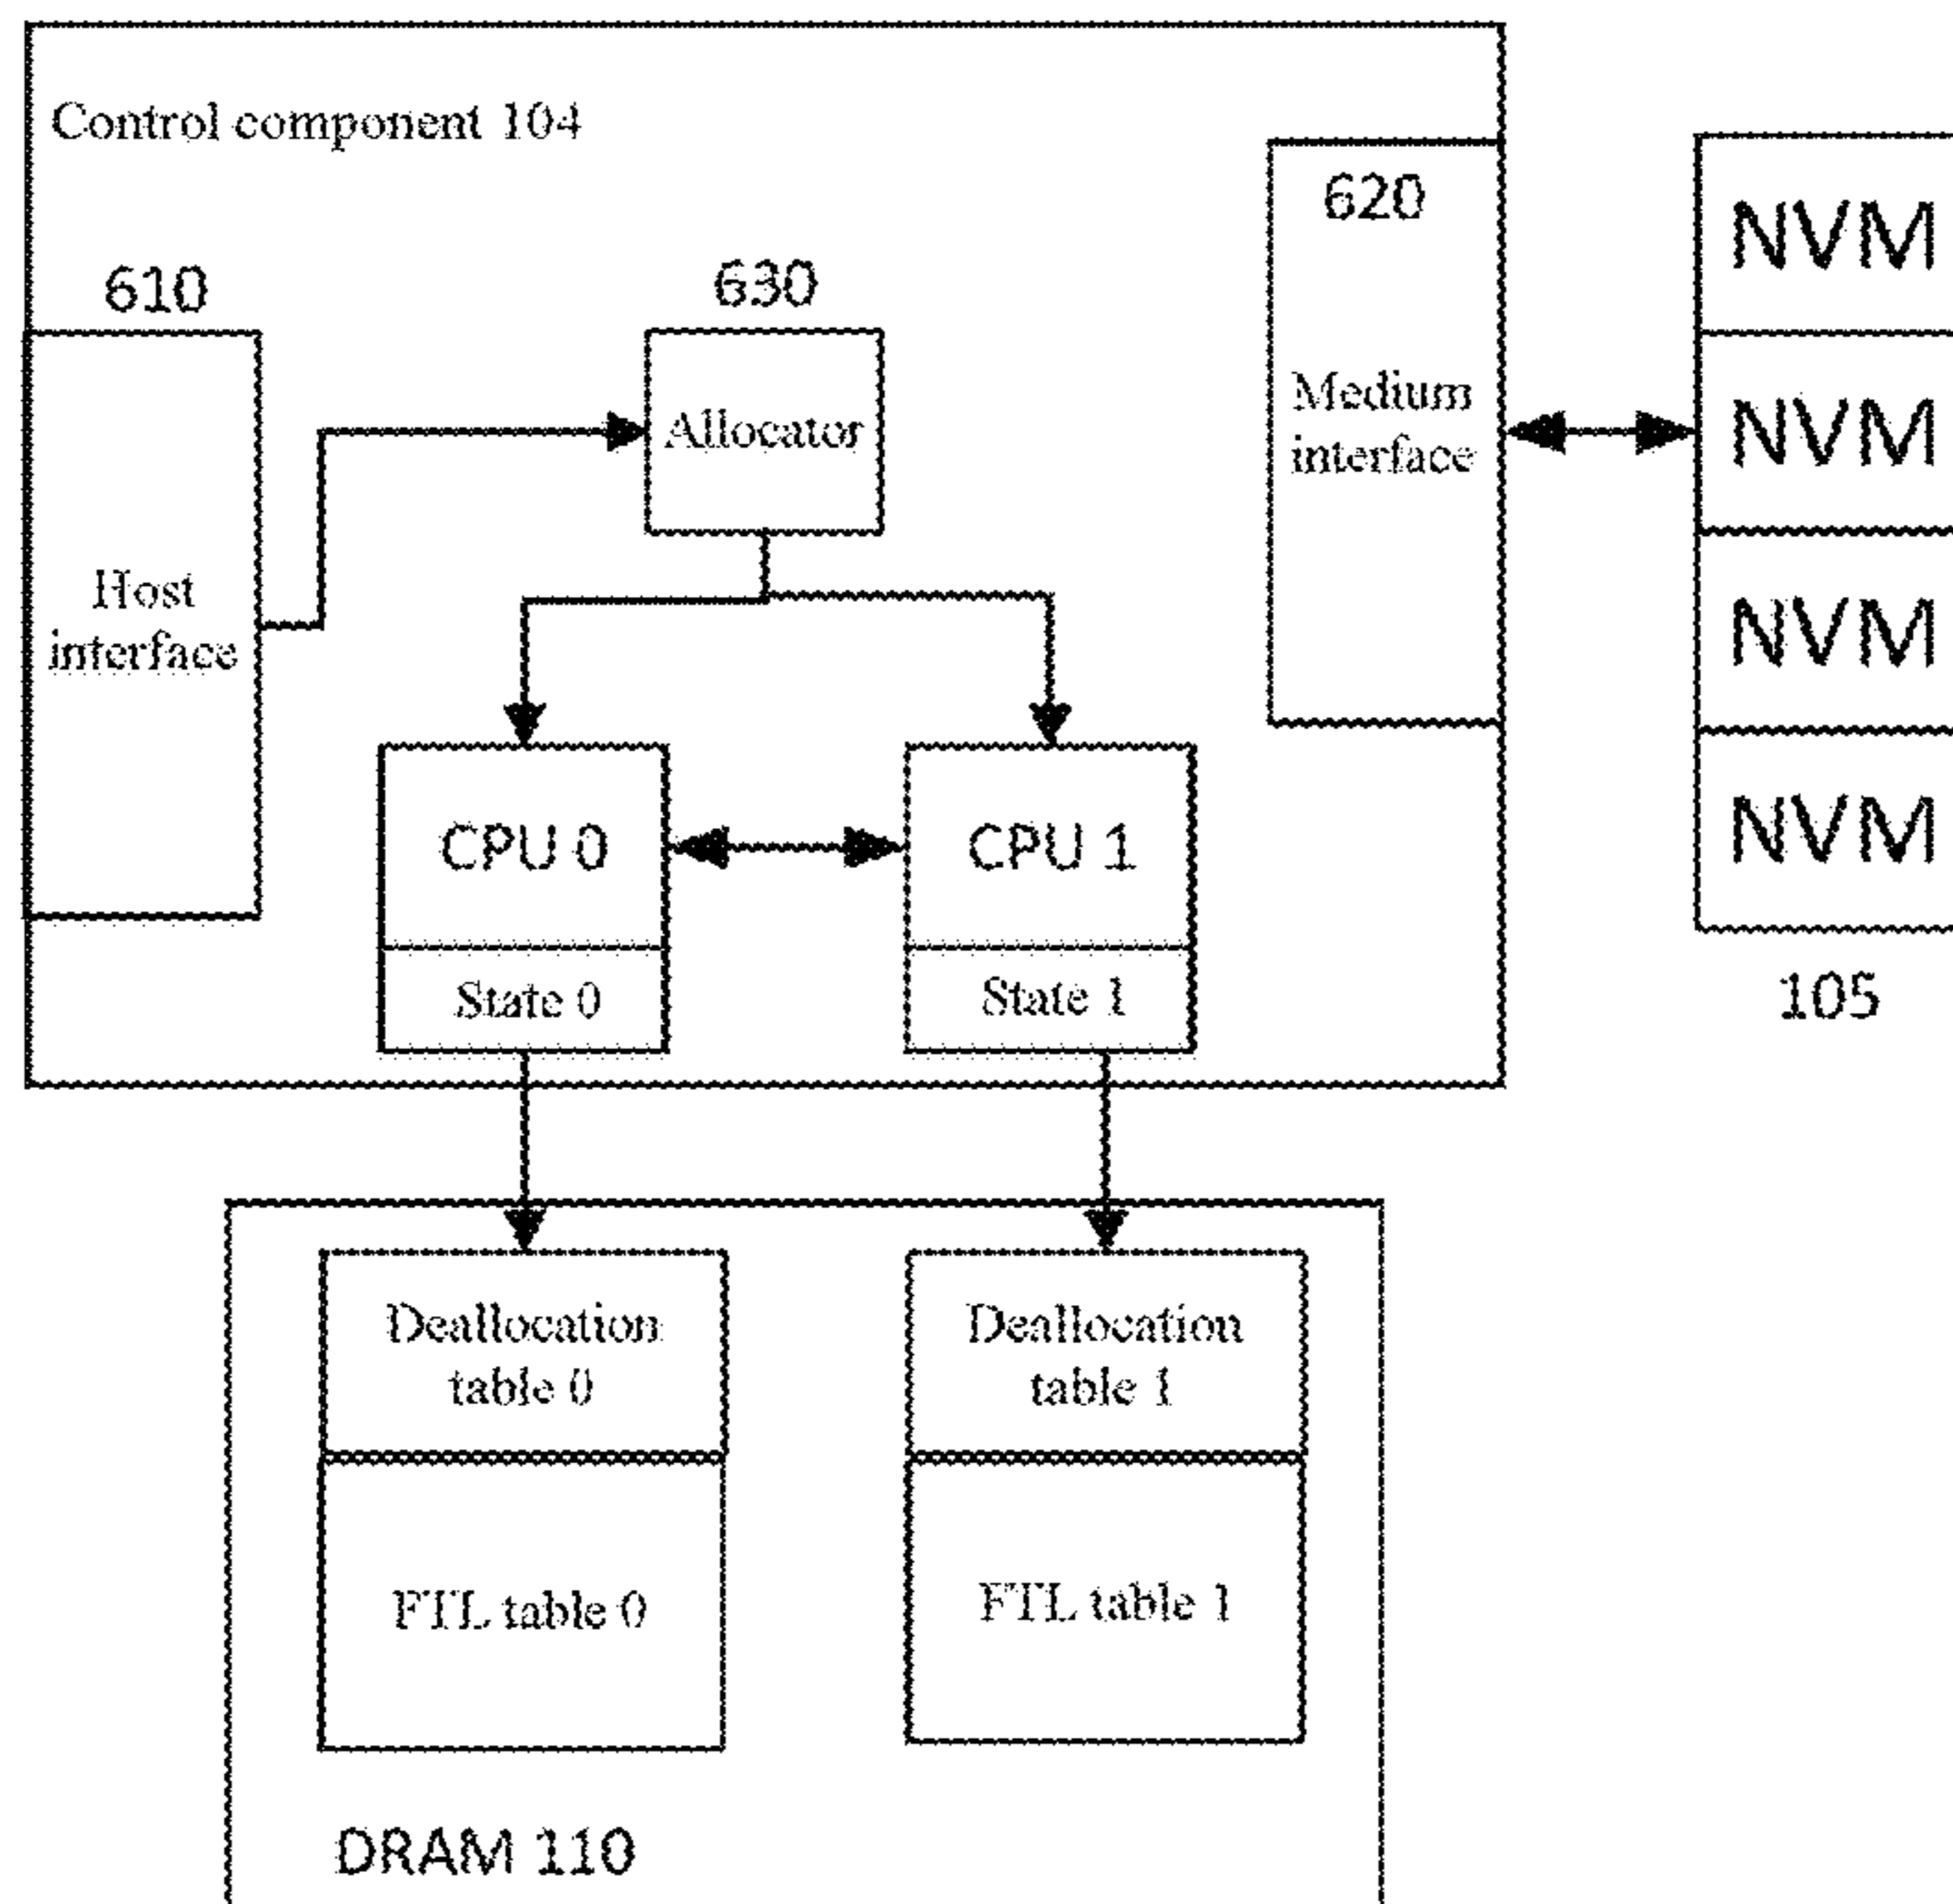 Control component 104
620
NVM
610
630
Medium
interface
Allocator
NVM
Host
interface
NVM
CPU 0
CPU 1
NVM
State 0
State 1
105
Deallocation
table 0
Deallocation
table 1
FTL table 0
FTL table 1
DRAM 110